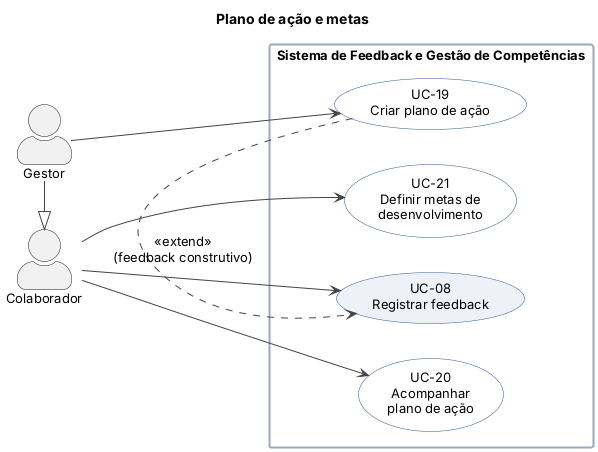 Plano de ação e metas
Sistema de Feedback e Gestão de Competências
UC-19
Criar plano de ação
Gestor
UC-21
Definir metas de
desenvolvimento
«extend»
(feedback construtivo)
Colaborador
UC-08
Registrar feedback
UC-20
Acompanhar
plano de ação